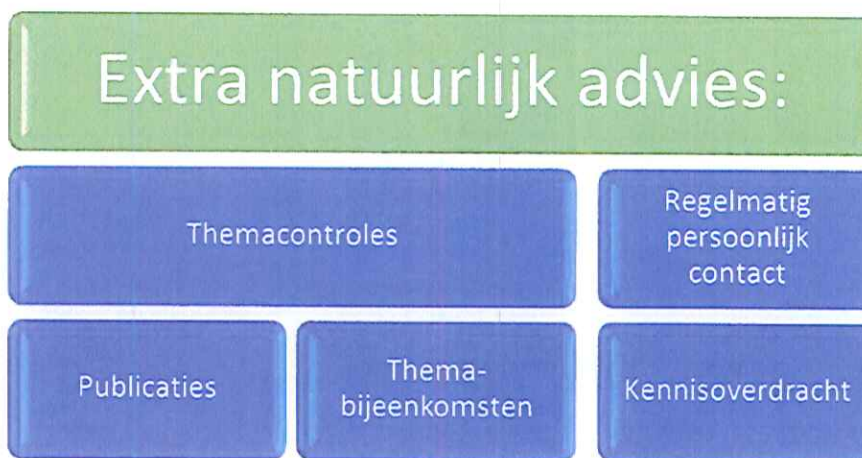 Extra natuurlijk advies:
Themacontroles
Regelmatig
persoonlijk
contact
Publicaties
Thema-
bijeenkomsten
Kennisoverdracht